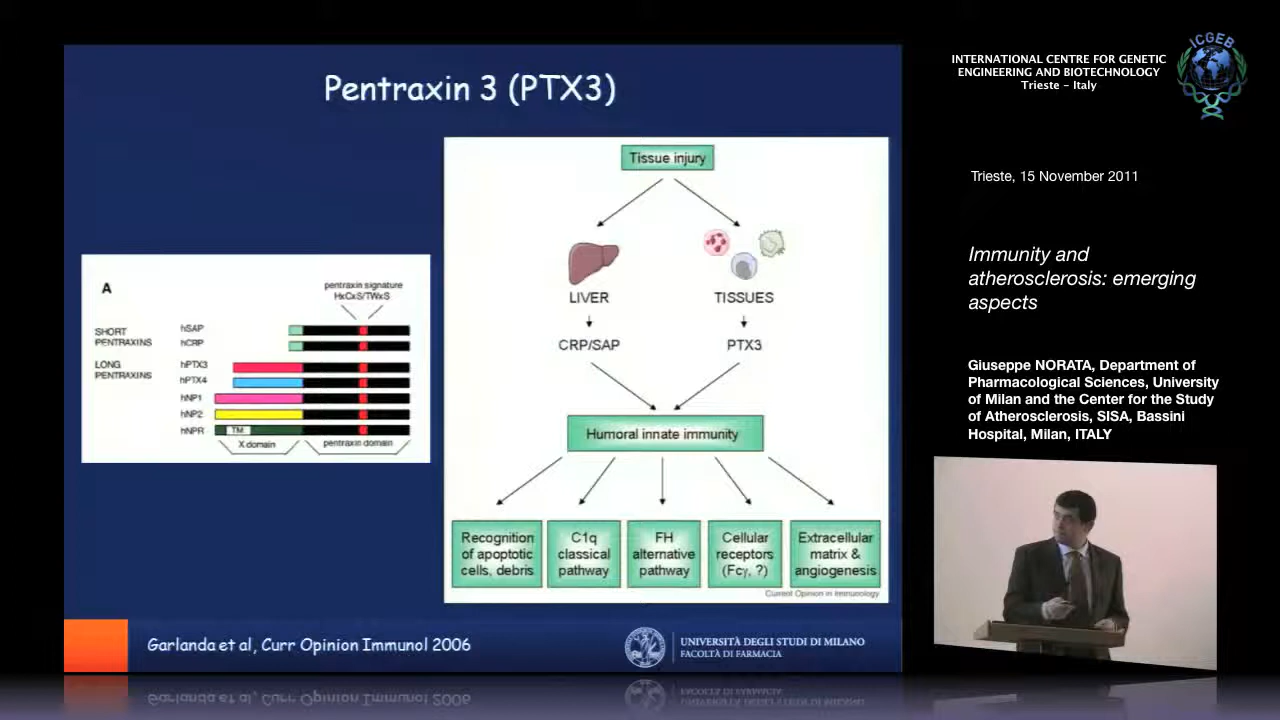 Pentraxin 3 (PTX3)
A
pentraxin signature
HxCxS/TWxS
SHORT
PENTRAXINS
hSAP
hCRP
LONG
PENTRAXINS
hPTX3
hPTX4
hNP1
hNP2
hNPR
TM
X domain
pentraxin domain
Tissue injury
LIVER
TISSUES
CRP/SAP
PTX3
Humoral innate immunity
Recognition
of apoptotic
cells, debris
C1q
classical
pathway
FH
alternative
pathway
Cellular
receptors
(Fcγ, ?)
Extracellular
matrix &
angiogenesis
Current Opinion in Immunology
Garlanda et al, Curr Opinion Immunol 2006
UNIVERSITÀ DEGLI STUDI DI MILANO
FACOLTÀ DI FARMACIA
INTERNATIONAL CENTRE FOR GENETIC
ENGINEERING AND BIOTECHNOLOGY
Trieste - Italy
ICGEB
Trieste, 15 November 2011
Immunity and
atherosclerosis: emerging
aspects
Giuseppe NORATA, Department of
Pharmacological Sciences, University
of Milan and the Center for the Study
of Atherosclerosis, SISA, Bassini
Hospital, Milan, ITALY